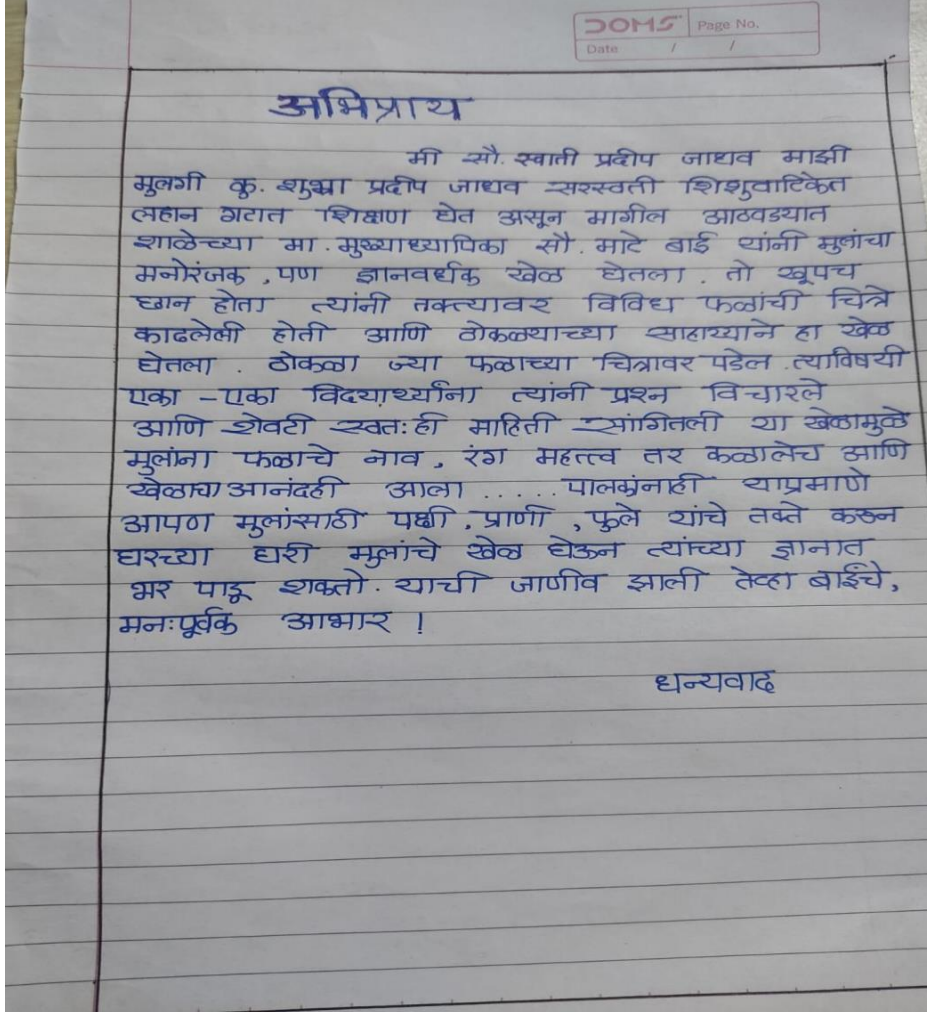 DOMS Page No.
Date / /
अभिप्राय
मी सौ. स्वाती प्रदीप जाधव माझी
मुलगी कु. शुभ्रा प्रदीप जाधव सरस्वती शिशुवाटिकेत
लहान गटात शिक्षण घेत असून मागील आठवड्यात
शाळेच्या मा. मुख्याध्यापिका सौ. माटे बाई यांनी मुलांचा
मनोरंजक, पण ज्ञानवर्धक खेळ घेतला. तो खूपच
छान होता त्यांनी तक्त्यावर विविध फळांची चित्रे
काढलेली होती आणि ठोकळ्याच्या साहाय्याने हा खेळ
घेतला. ठोकळा ज्या फळाच्या चित्रावर पडेल त्याविषयी
एका - एका विद्यार्थ्यांना त्यांनी प्रश्न विचारले
आणि शेवटी स्वतःही माहिती सांगितली या खेळामुळे
मुलांना फळाचे नाव, रंग महत्त्व तर कळालेच आणि
खेळाचा आनंदही आला ..... पालकांनाही याप्रमाणे
आपण मुलांसाठी पक्षी, प्राणी, फुले यांचे तक्ते करून
घरच्या घरी मुलांचे खेळ घेऊन त्यांच्या ज्ञानात
भर पाडू शकतो. याची जाणीव झाली तेव्हा बाईंचे,
मनःपूर्वक आभार !
धन्यवाद